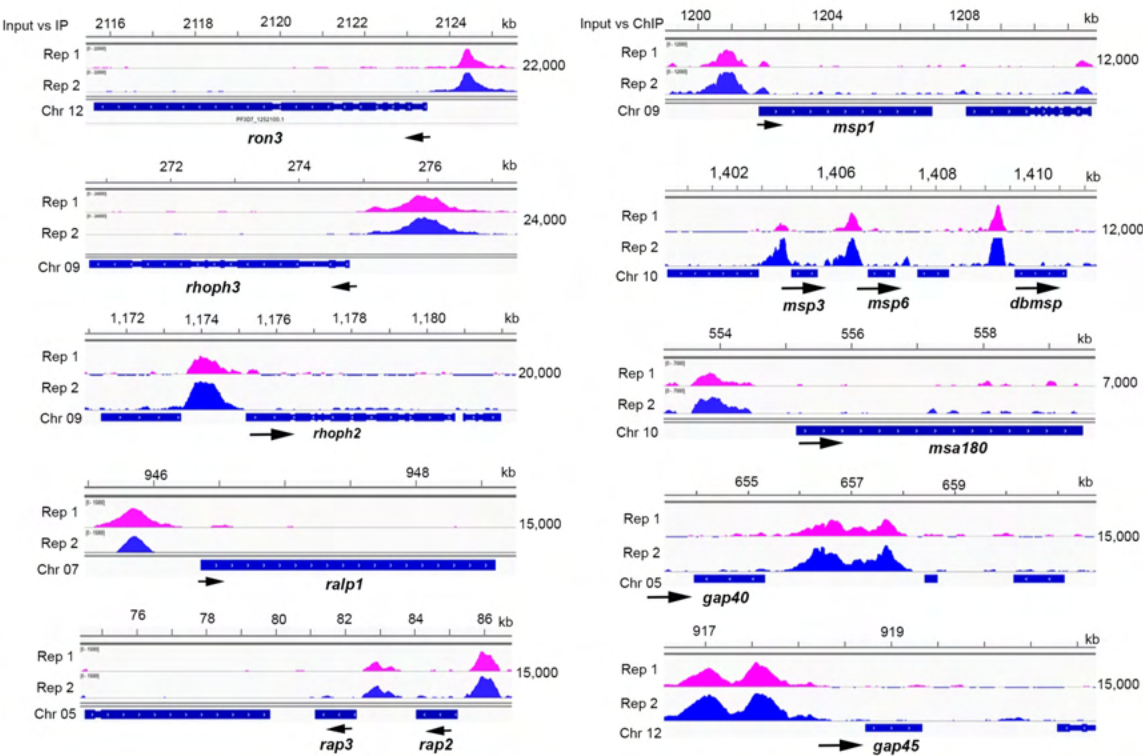 Input vs IP
2116 2118 2120 2122 2124 kb
Rep 1
Rep 2
22,000
Chr 12
PF3D7_1252100.1
ron3
272 274 276 kb
Rep 1
Rep 2
24,000
Chr 09
rhoph3
1,172 1,174 1,176 1,178 1,180 kb
Rep 1
Rep 2
20,000
Chr 09
rhoph2
946 948 kb
Rep 1
Rep 2
15,000
Chr 07
ralp1
76 78 80 82 84 86 kb
Rep 1
Rep 2
15,000
Chr 05
rap3 rap2
Input vs ChIP
1200 1204 1208 kb
Rep 1
Rep 2
12,000
Chr 09
msp1
1,402 1,406 1,408 1,410 kb
Rep 1
Rep 2
12,000
Chr 10
msp3 msp6 dbmsp
554 556 558 kb
Rep 1
Rep 2
7,000
Chr 10
msa180
655 657 659 kb
Rep 1
Rep 2
15,000
Chr 05
gap40
917 919 kb
Rep 1
Rep 2
15,000
Chr 12
gap45